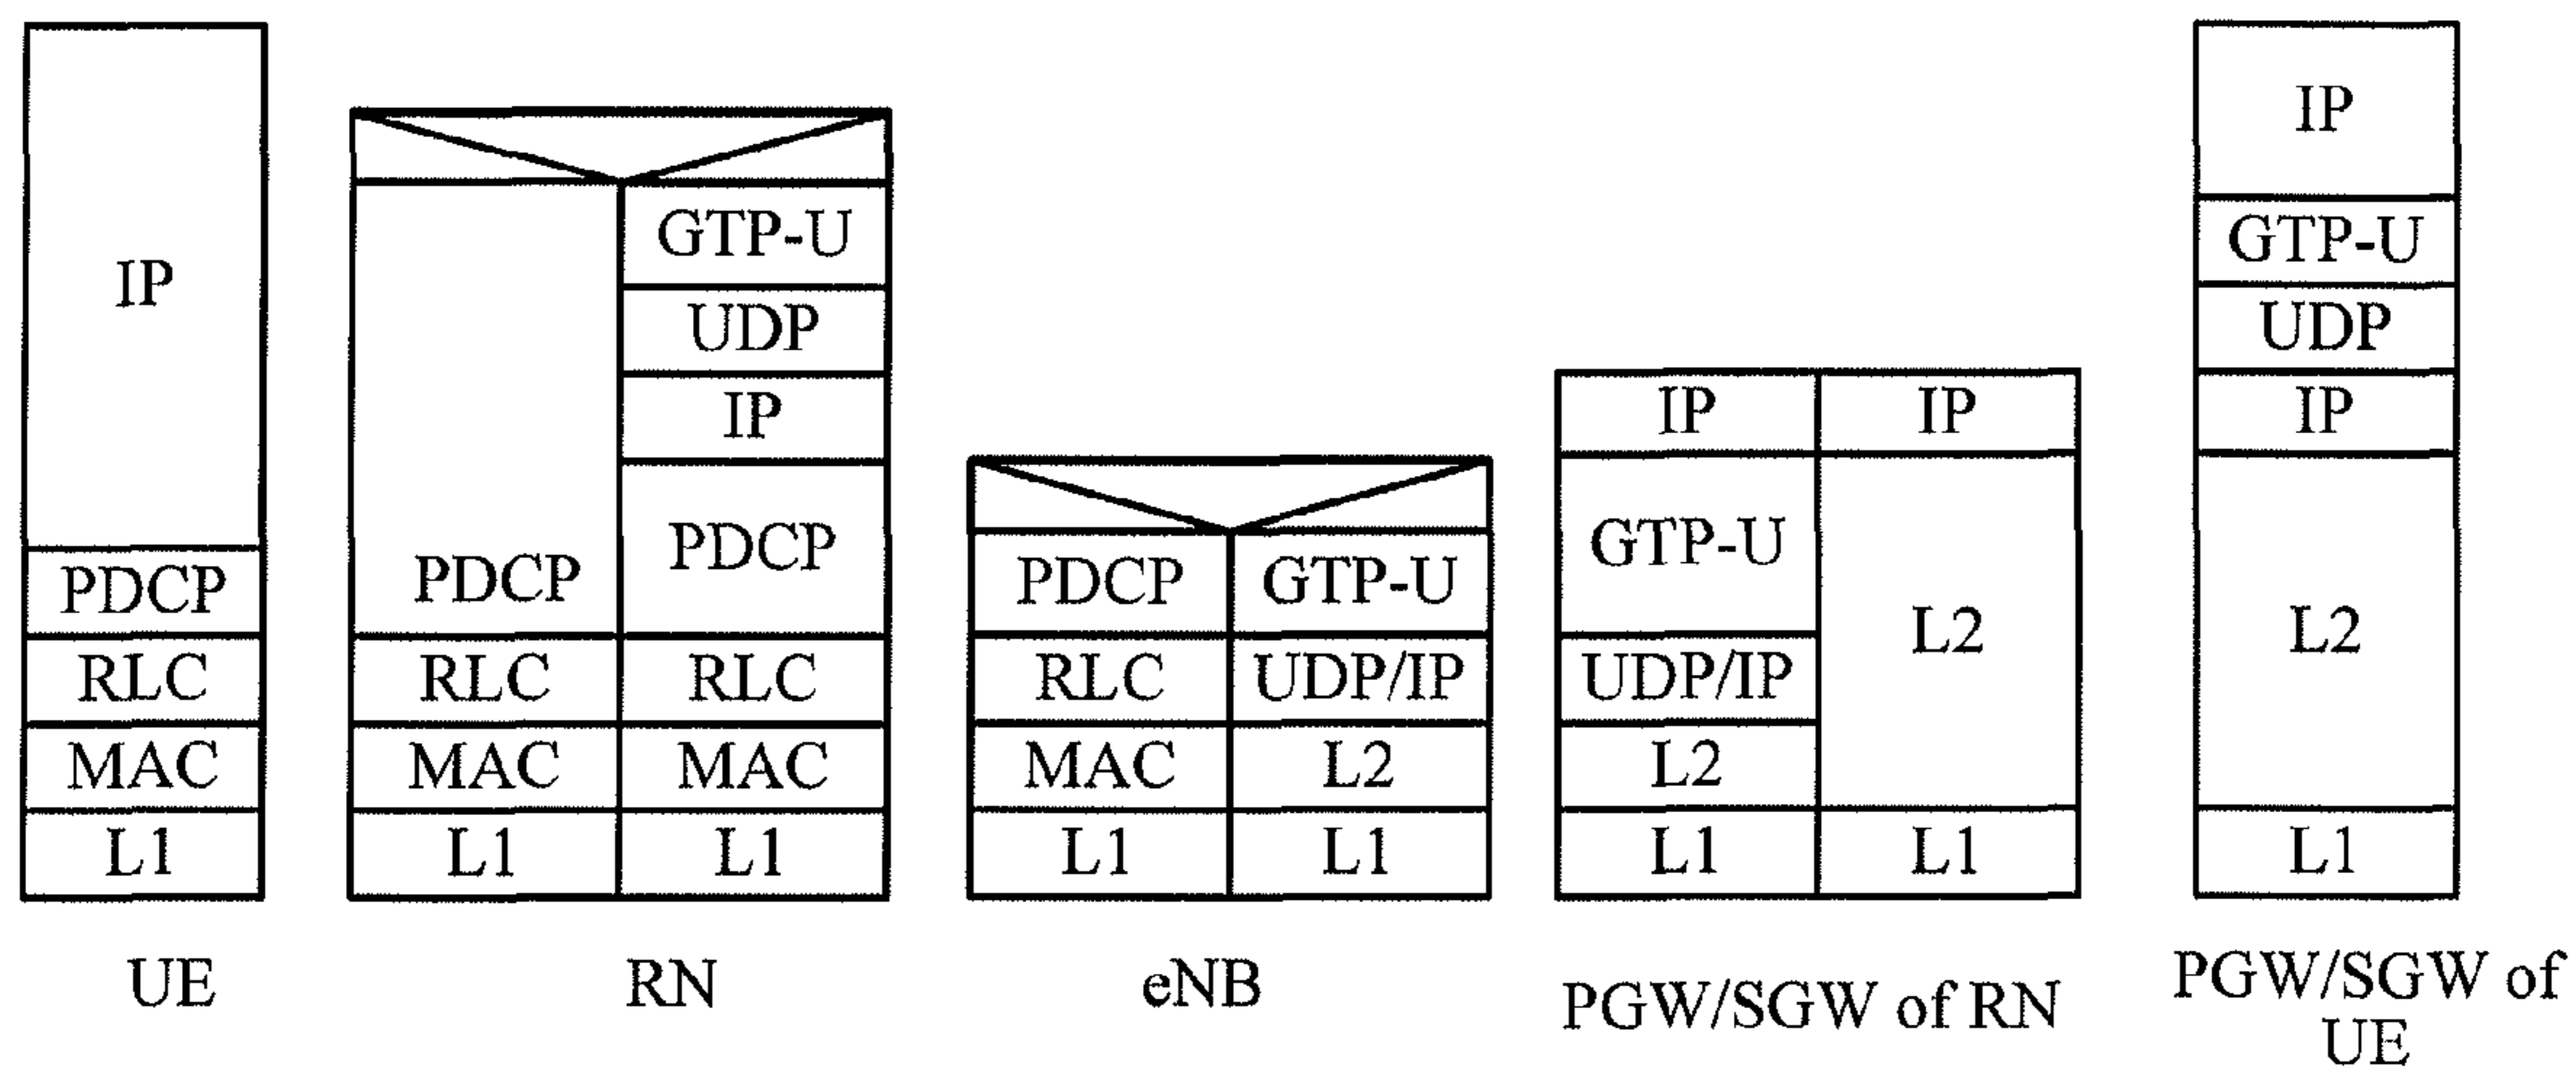 IP
PDCP
RLC
MAC
L1
UE
PDCP
RLC
MAC
L1
GTP-U
UDP
IP
PDCP
RLC
MAC
L1
RN
PDCP
RLC
MAC
L1
GTP-U
UDP/IP
L2
L1
eNB
IP
GTP-U
UDP/IP
L2
L1
IP
L2
L1
PGW/SGW of RN
IP
GTP-U
UDP
IP
L2
L1
PGW/SGW of
UE